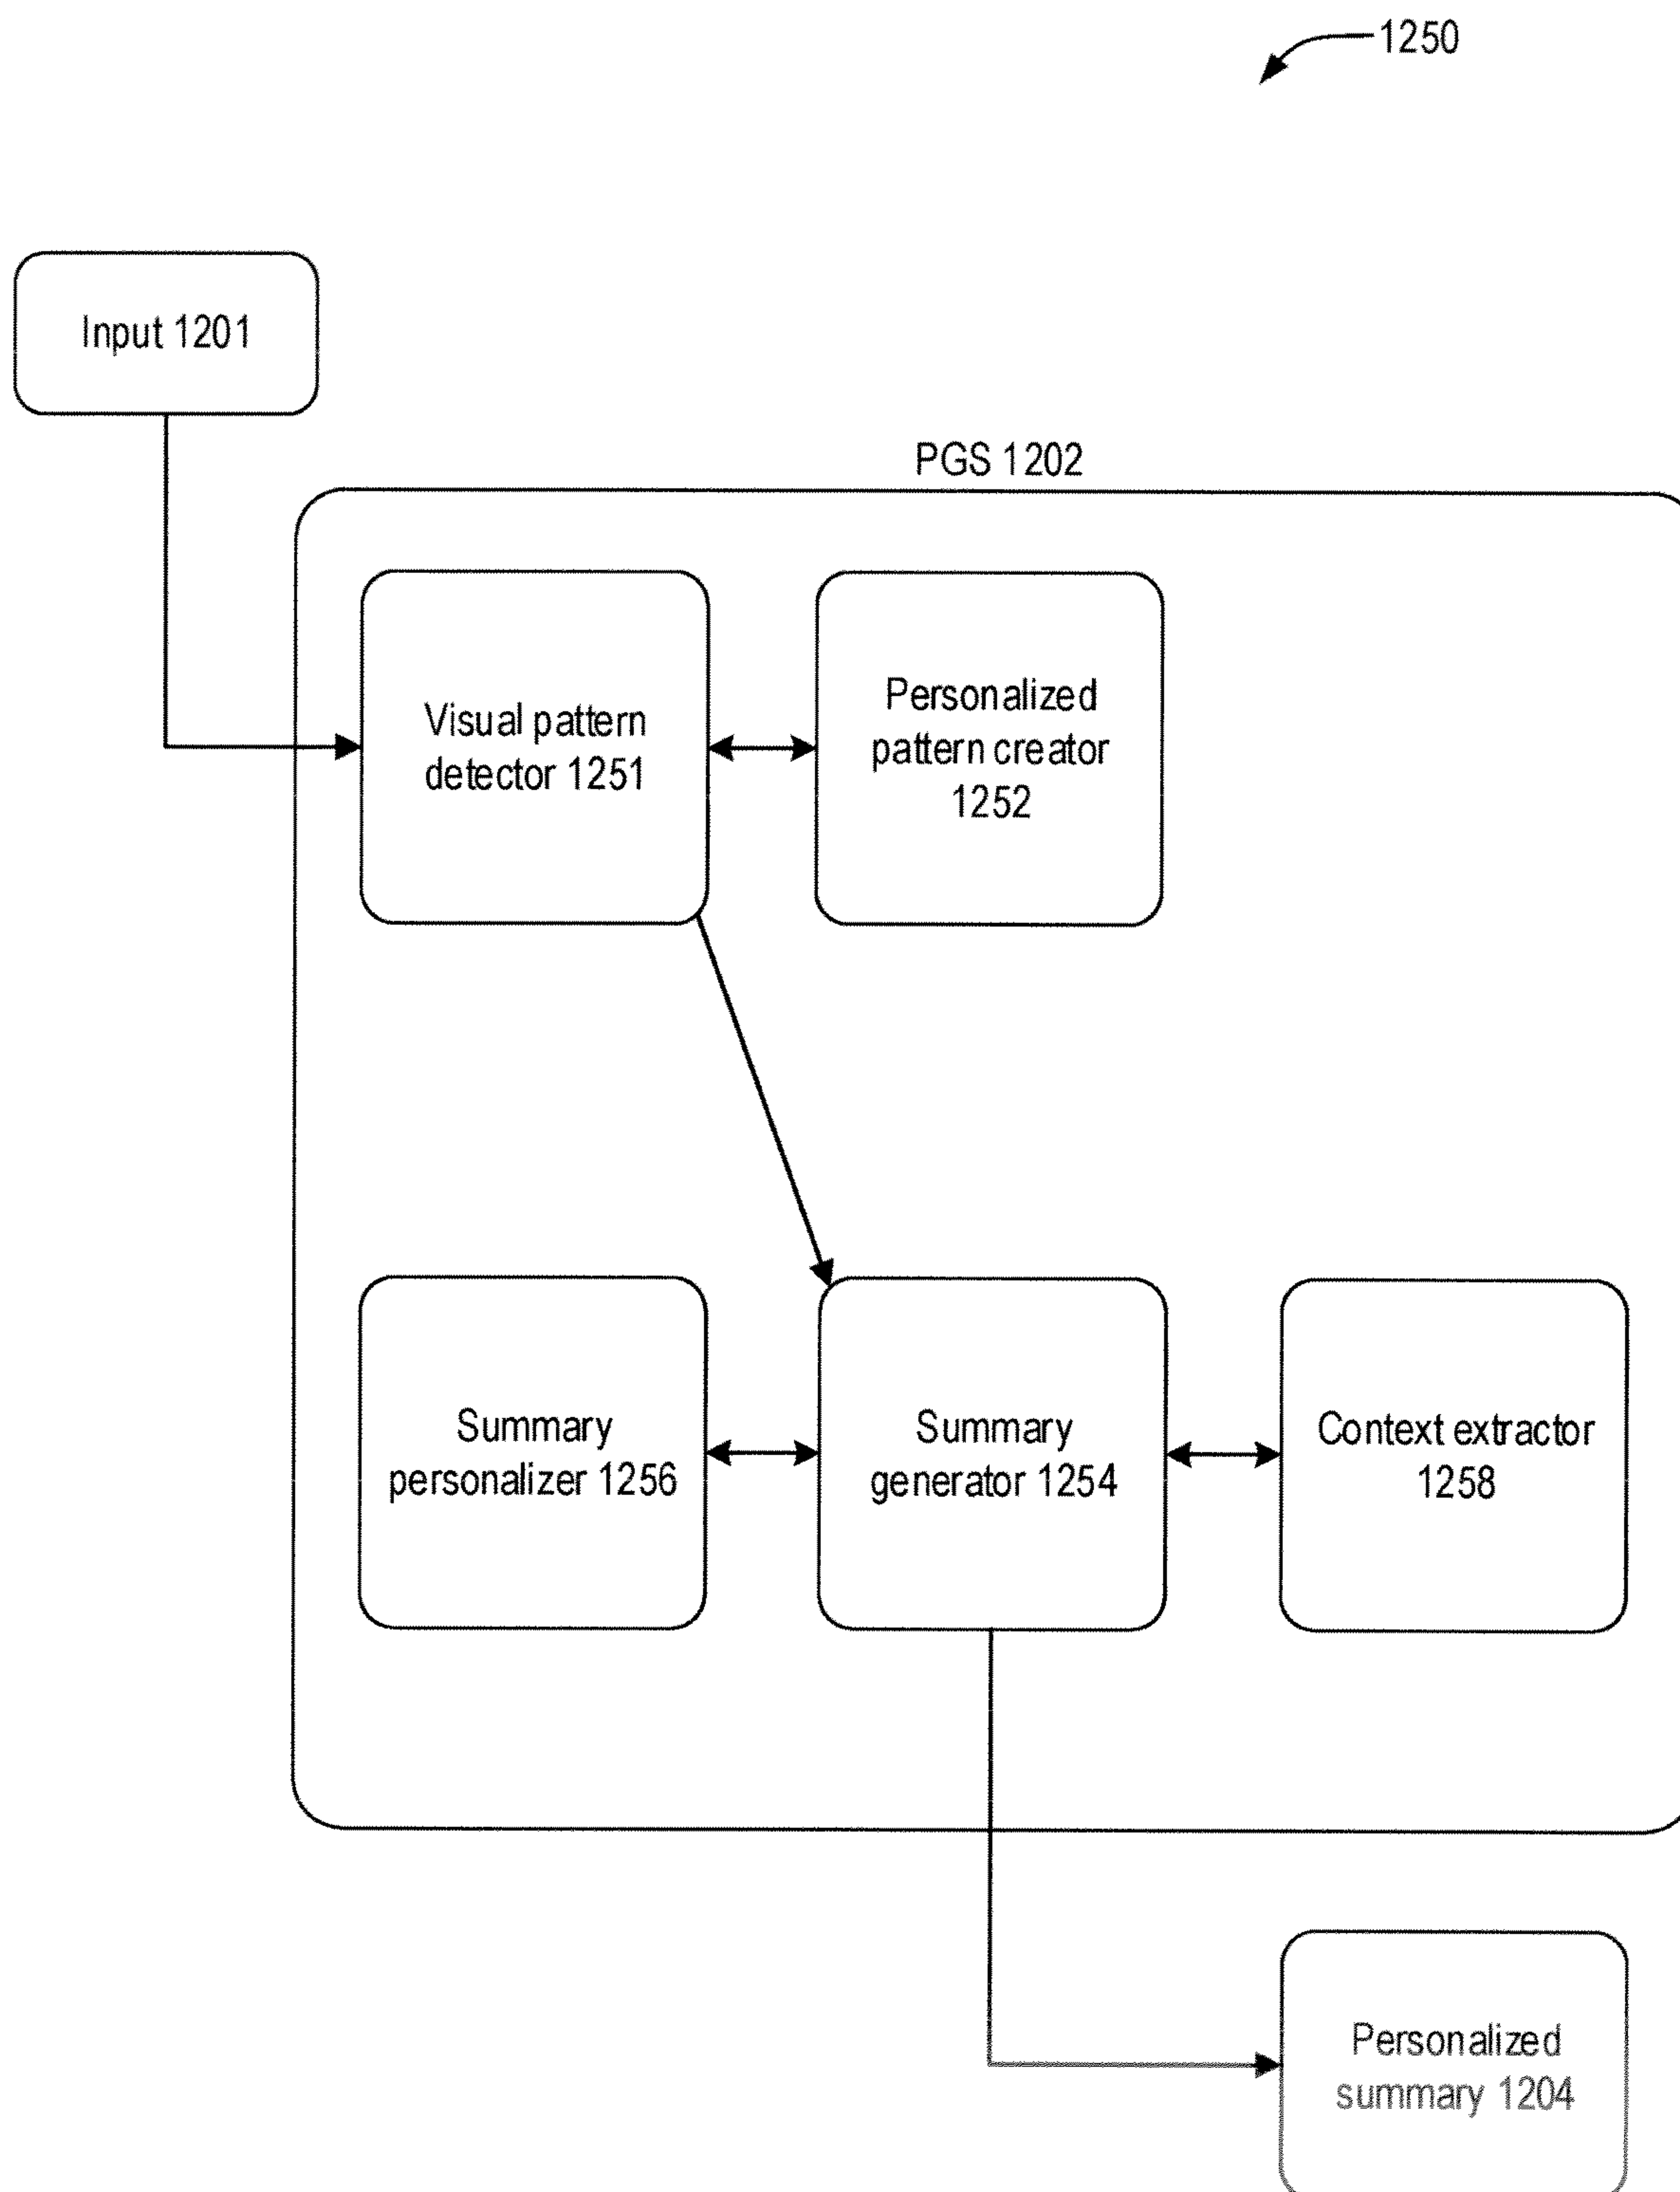 1250
Input 1201
PGS 1202
Visual pattern
detector 1251
Personalized
pattern creator
1252
Summary
personalizer 1256
Summary
generator 1254
Context extractor
1258
Personalized
summary 1204